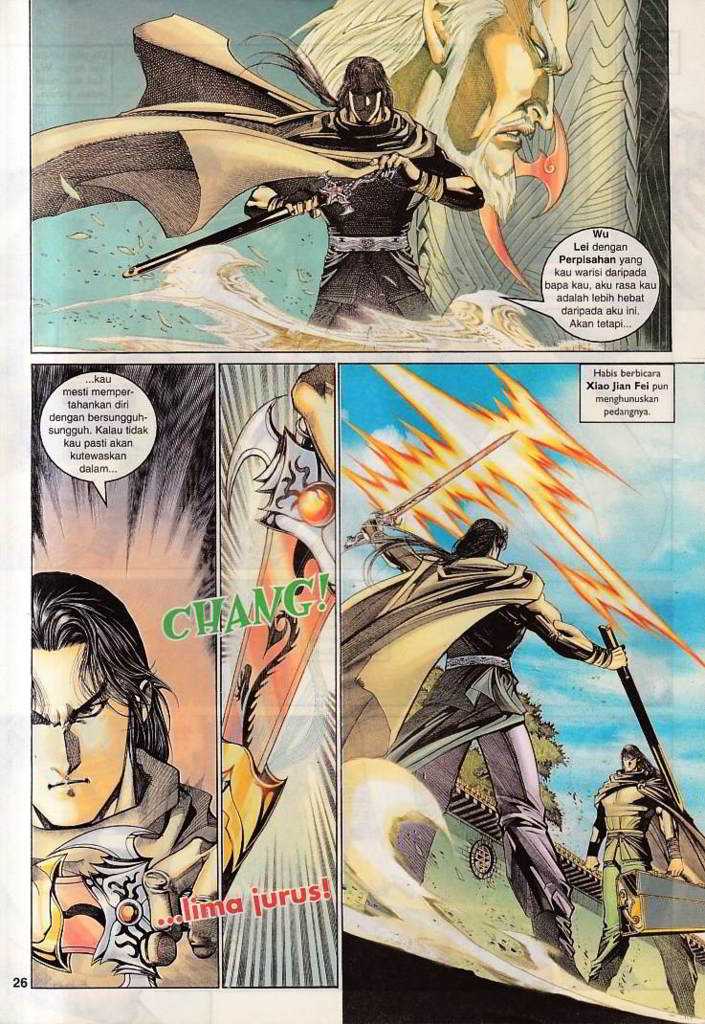 Wu
Lei dengan
Perpisahan yang
kau warisi daripada
bapa kau, aku rasa kau
adalah lebih hebat
daripada aku ini.
Akan tetapi...
...kau
mesti memper-
tahankan diri
dengan bersungguh-
sungguh. Kalau tidak
kau pasti akan
kutewaskan
dalam...
CHANG!
...lima jurus!
Habis berbicara
Xiao Jian Fei pun
menghunuskan
pedangnya.
26